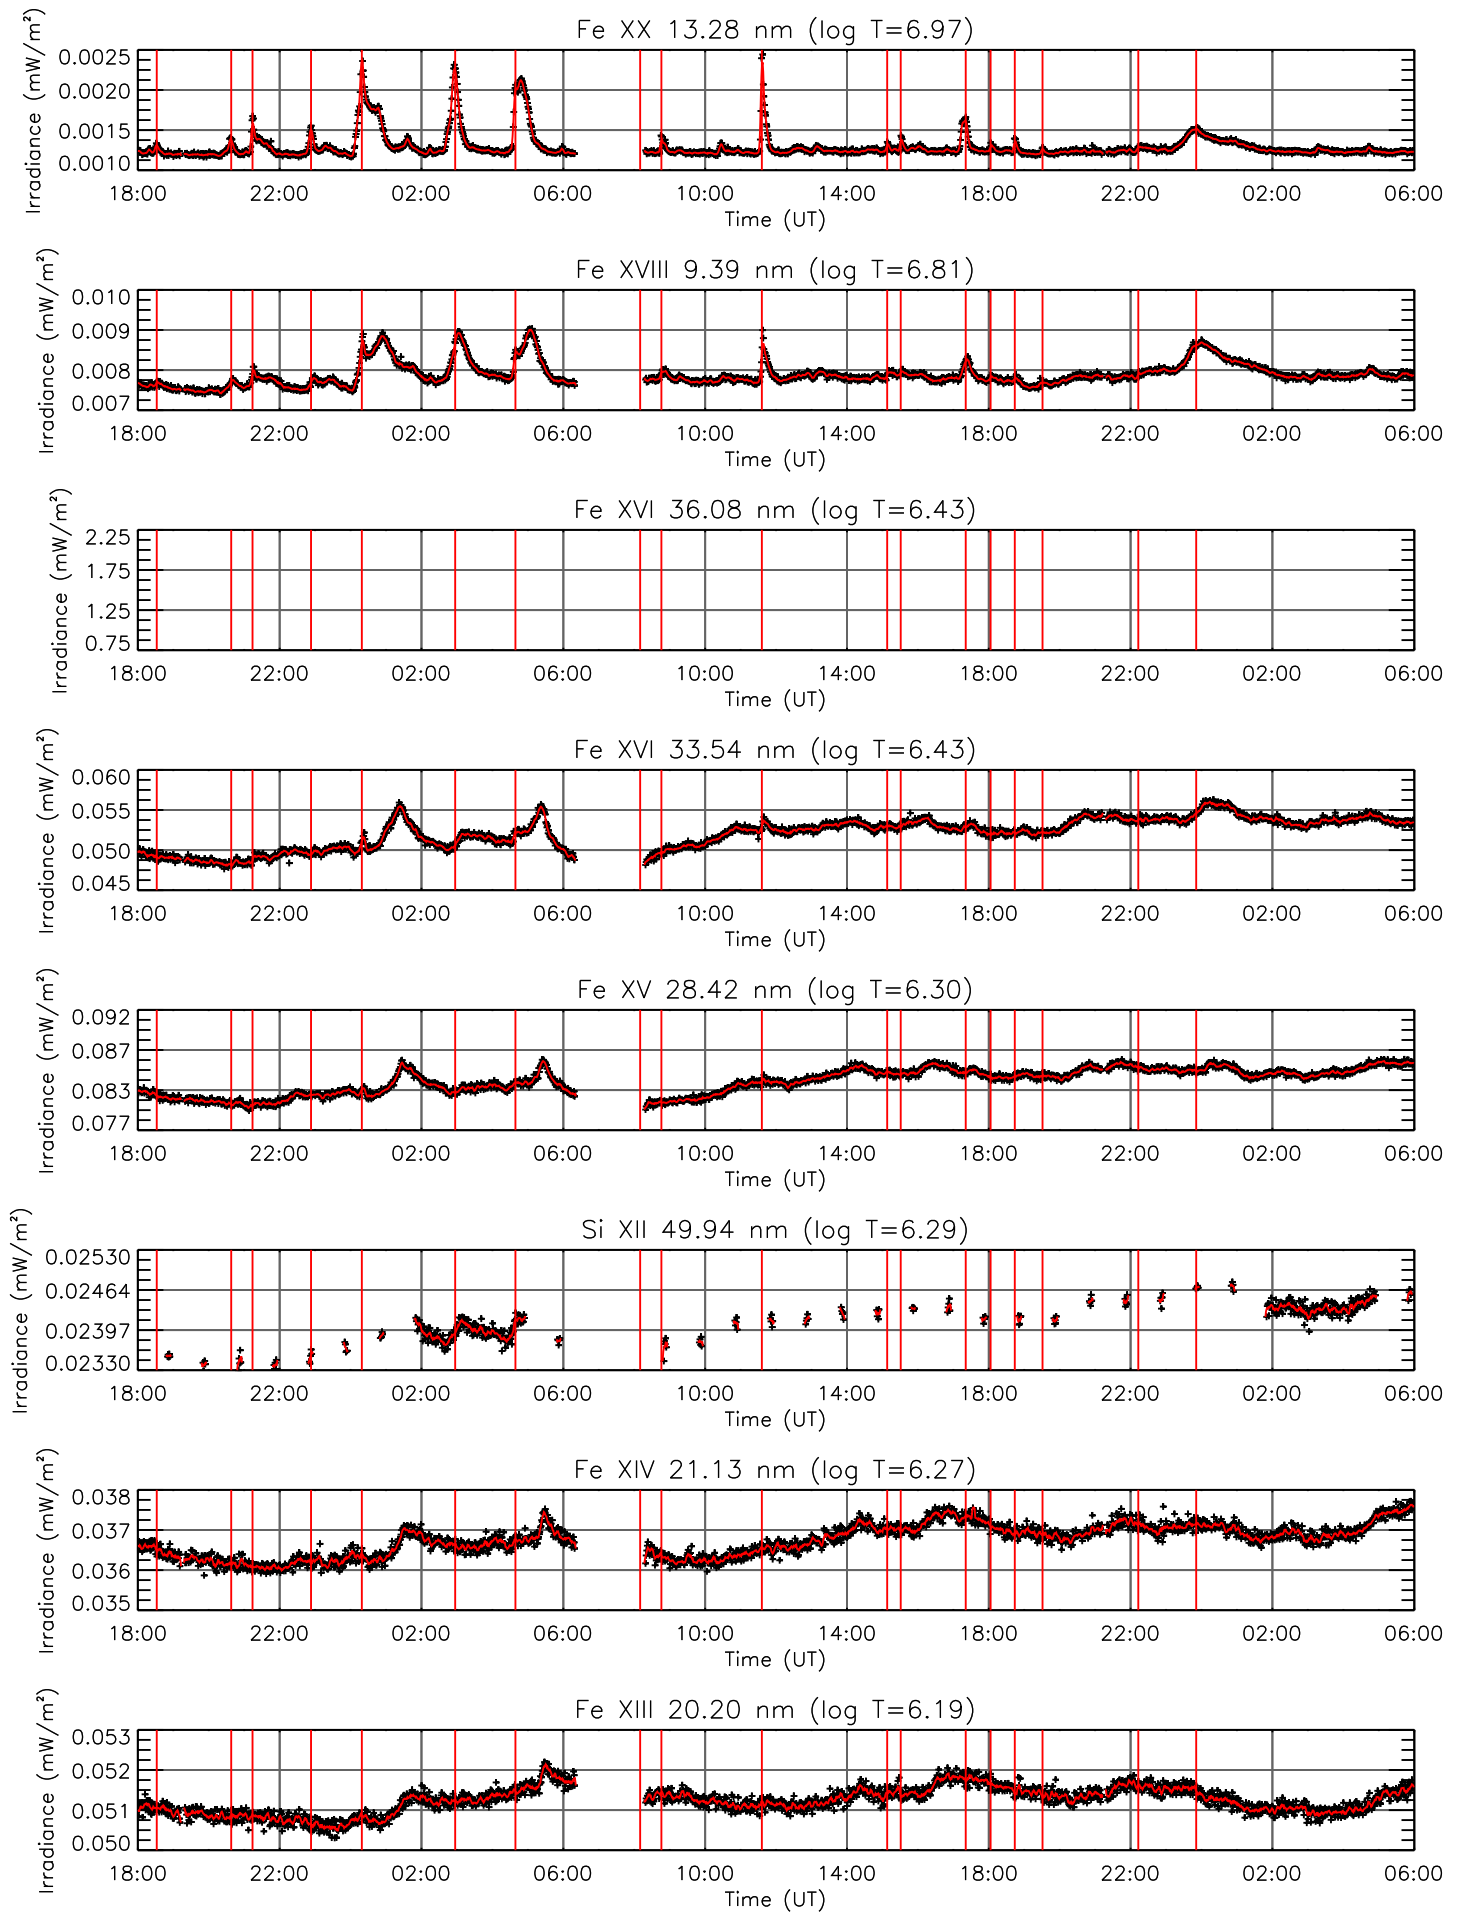 Fe XX 13.28 nm (log T=6.97)
Irradiance (mW/m²)
0.0025
0.0020
0.0015
0.0010
18:00 22:00 02:00 06:00 10:00 14:00 18:00 22:00 02:00 06:00
Time (UT)
Fe XVIII 9.39 nm (log T=6.81)
Irradiance (mW/m²)
0.010
0.009
0.008
0.007
18:00 22:00 02:00 06:00 10:00 14:00 18:00 22:00 02:00 06:00
Time (UT)
Fe XVI 36.08 nm (log T=6.43)
Irradiance (mW/m²)
2.25
1.75
1.25
0.75
18:00 22:00 02:00 06:00 10:00 14:00 18:00 22:00 02:00 06:00
Time (UT)
Fe XVI 33.54 nm (log T=6.43)
Irradiance (mW/m²)
0.060
0.055
0.050
0.045
18:00 22:00 02:00 06:00 10:00 14:00 18:00 22:00 02:00 06:00
Time (UT)
Fe XV 28.42 nm (log T=6.30)
Irradiance (mW/m²)
0.092
0.087
0.083
0.077
18:00 22:00 02:00 06:00 10:00 14:00 18:00 22:00 02:00 06:00
Time (UT)
Si XII 49.94 nm (log T=6.29)
Irradiance (mW/m²)
0.02530
0.02464
0.02397
0.02330
18:00 22:00 02:00 06:00 10:00 14:00 18:00 22:00 02:00 06:00
Time (UT)
Fe XIV 21.13 nm (log T=6.27)
Irradiance (mW/m²)
0.038
0.037
0.036
0.035
18:00 22:00 02:00 06:00 10:00 14:00 18:00 22:00 02:00 06:00
Time (UT)
Fe XIII 20.20 nm (log T=6.19)
Irradiance (mW/m²)
0.053
0.052
0.051
0.050
18:00 22:00 02:00 06:00 10:00 14:00 18:00 22:00 02:00 06:00
Time (UT)